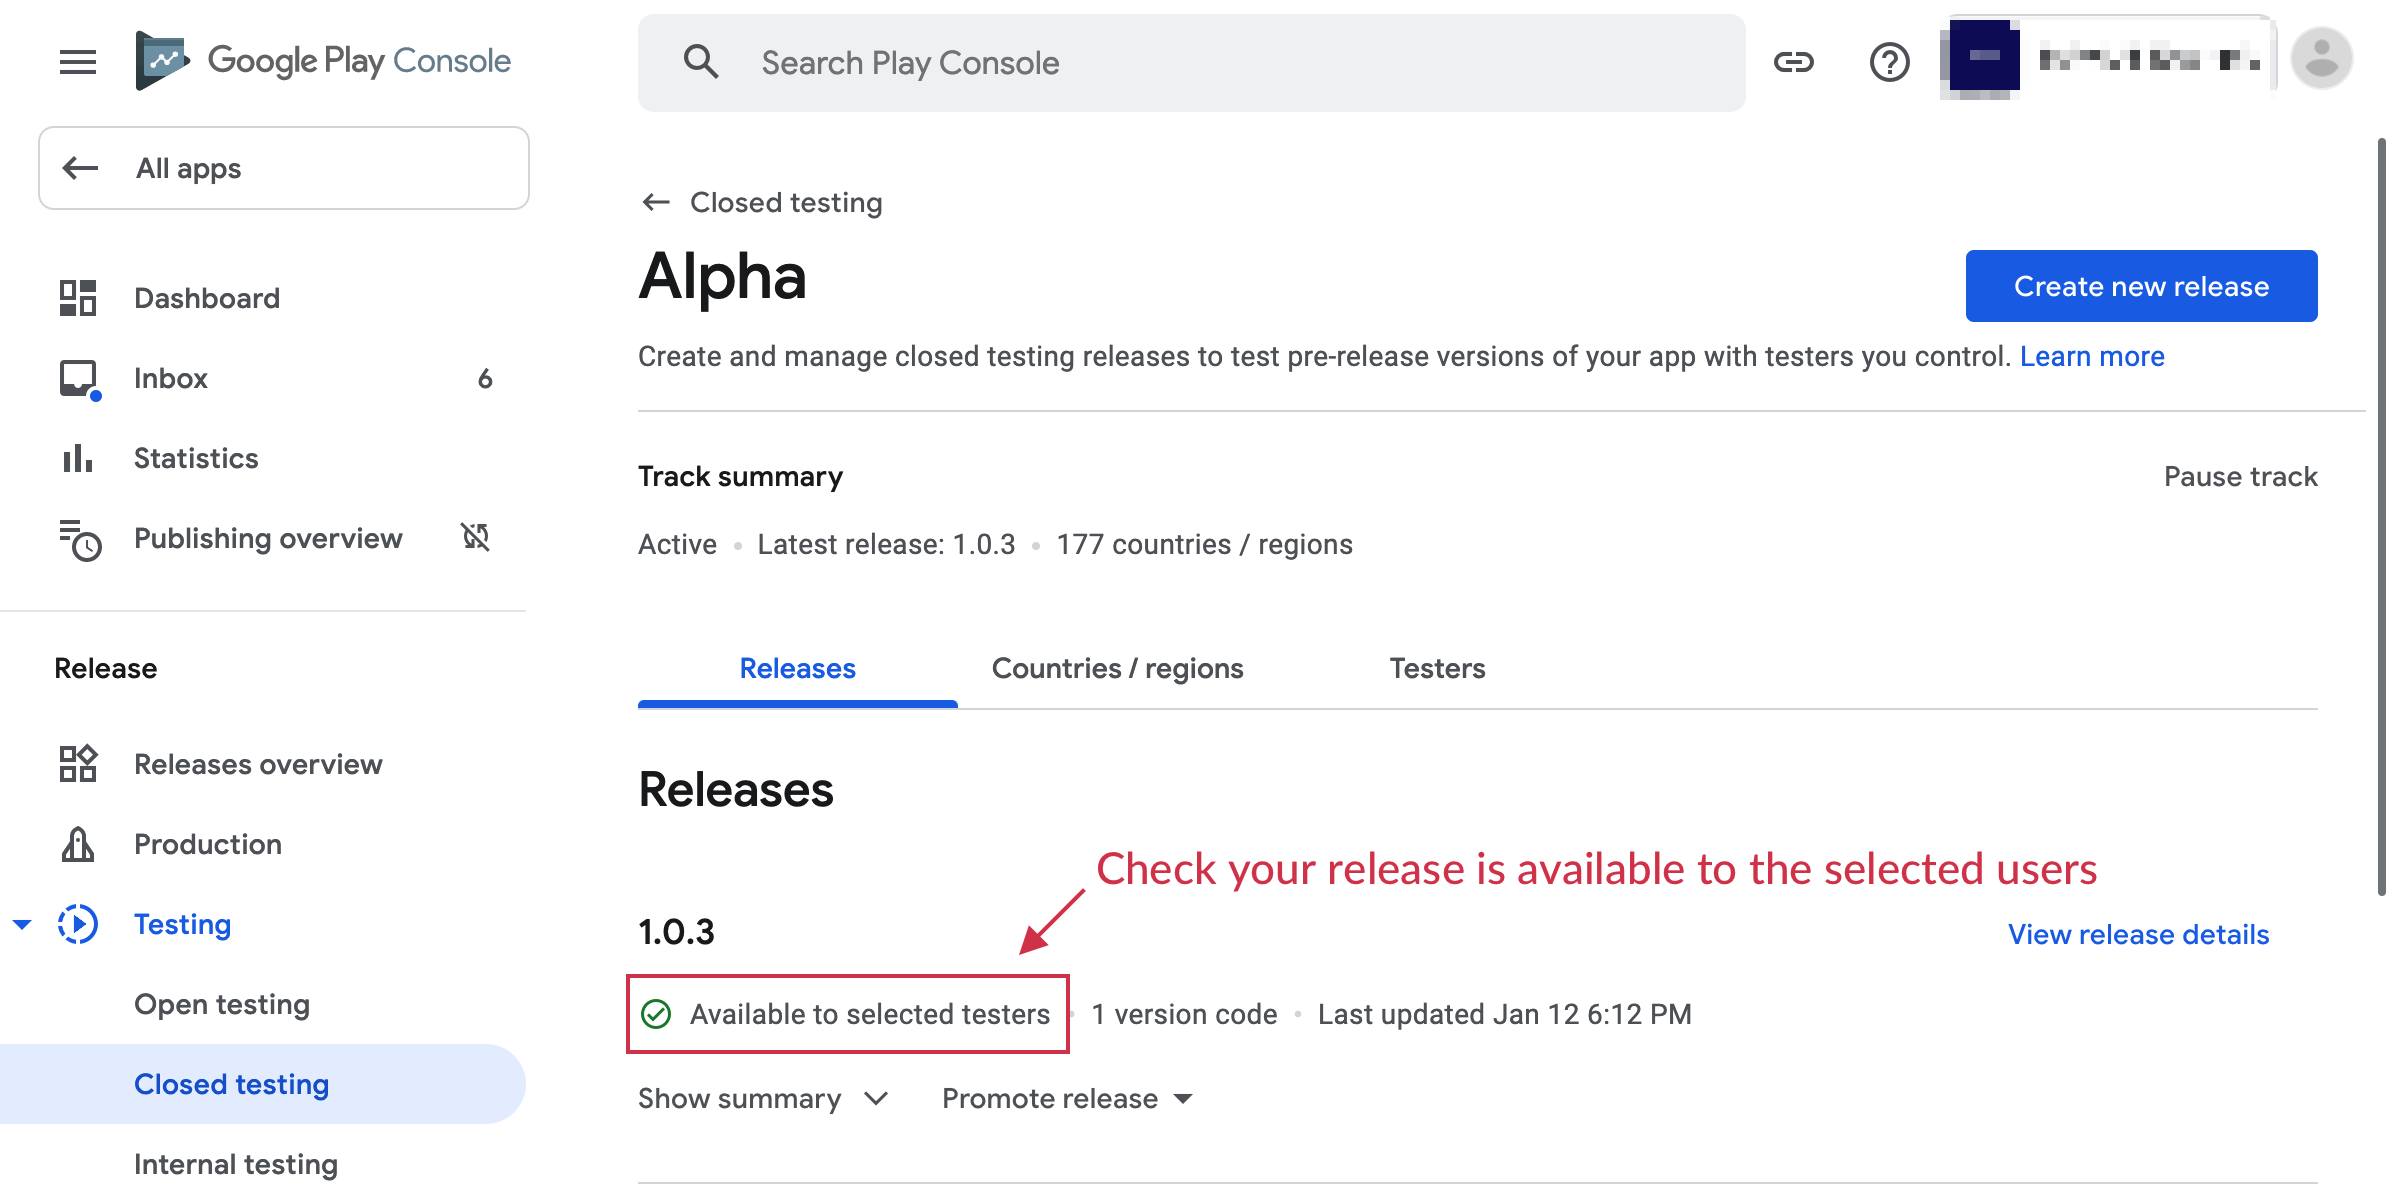 Google Play Console
Search Play Console
All apps
Dashboard
Inbox 6
Statistics
Publishing overview
Release
Releases overview
Production
Testing
Open testing
Closed testing
Internal testing
Closed testing
Alpha
Create new release
Create and manage closed testing releases to test pre-release versions of your app with testers you control. Learn more
Track summary
Pause track
Active • Latest release: 1.0.3 • 177 countries / regions
Releases Countries / regions Testers
Releases
Check your release is available to the selected users
1.0.3
View release details
Available to selected testers • 1 version code • Last updated Jan 12 6:12 PM
Show summary Promote release